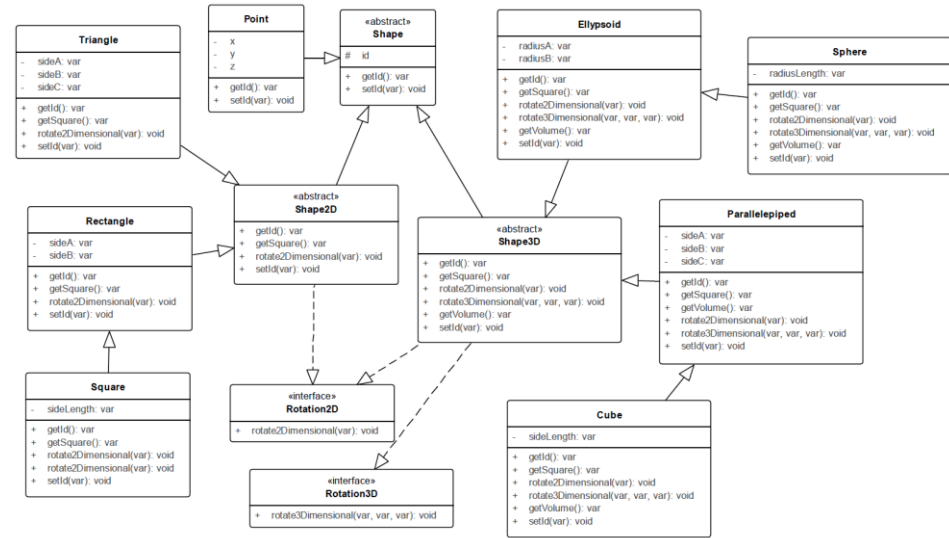 Triangle
- sideA: var
- sideB: var
- sideC: var
+ getId(): var
+ getSquare(): var
+ rotate2Dimensional(var): void
+ setId(var): void
Point
- x
- y
- z
+ getId(): var
+ setId(var): void
«abstract»
Shape
# id
+ getId(): var
+ setId(var): void
Ellypsoid
- radiusA: var
- radiusB: var
+ getId(): var
+ getSquare(): var
+ rotate2Dimensional(var): void
+ rotate3Dimensional(var, var, var): void
+ getVolume(): var
+ setId(var): void
Sphere
- radiusLength: var
+ getId(): var
+ getSquare(): var
+ rotate2Dimensional(var): void
+ rotate3Dimensional(var, var, var): void
+ getVolume(): var
+ setId(var): void
Rectangle
- sideA: var
- sideB: var
+ getId(): var
+ getSquare(): var
+ rotate2Dimensional(var): void
+ setId(var): void
«abstract»
Shape2D
+ getId(): var
+ getSquare(): var
+ rotate2Dimensional(var): void
+ setId(var): void
«abstract»
Shape3D
+ getId(): var
+ getSquare(): var
+ rotate2Dimensional(var): void
+ rotate3Dimensional(var, var, var): void
+ getVolume(): var
+ setId(var): void
Parallelepiped
- sideA: var
- sideB: var
- sideC: var
+ getId(): var
+ getSquare(): var
+ getVolume(): var
+ rotate2Dimensional(var): void
+ rotate3Dimensional(var, var, var): void
+ setId(var): void
Square
- sideLength: var
+ getId(): var
+ getSquare(): var
+ rotate2Dimensional(var): void
+ rotate2Dimensional(var): void
+ setId(var): void
«interface»
Rotation2D
+ rotate2Dimensional(var): void
«interface»
Rotation3D
+ rotate3Dimensional(var, var, var): void
Cube
- sideLength: var
+ getId(): var
+ getSquare(): var
+ rotate2Dimensional(var): void
+ rotate3Dimensional(var, var, var): void
+ getVolume(): var
+ setId(var): void